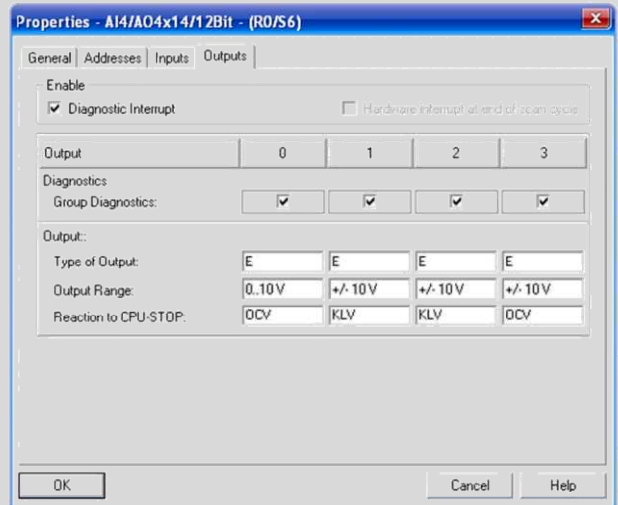 Properties - AI4/AO4x14/12Bit - (R0/S6)
General Addresses Inputs Outputs
Enable
Diagnostic Interrupt Hardware interrupt at end of scan cycle
Output 0 1 2 3
Diagnostics
Group Diagnostics:
Output::
Type of Output: E E E E
Output Range: 0..10 V +/- 10 V +/- 10 V +/- 10 V
Reaction to CPU-STOP: OCV KLV KLV OCV
OK Cancel Help